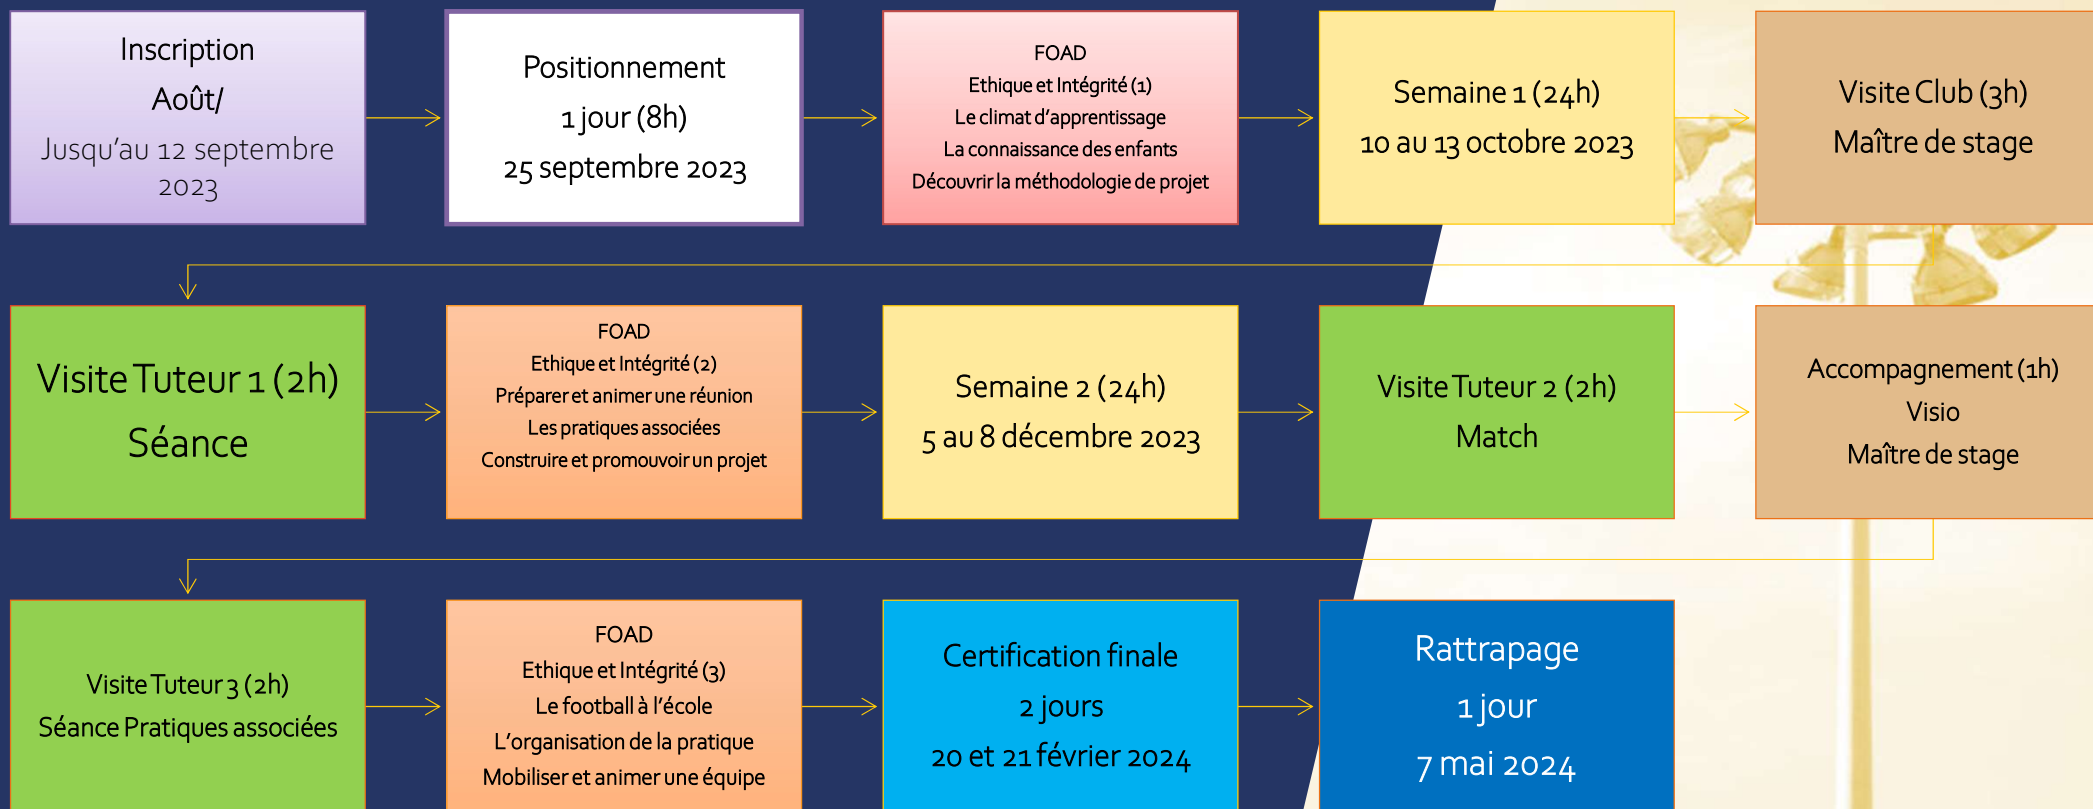 Inscription
Août/
Jusqu'au 12 septembre
2023
Positionnement
1 jour (8h)
25 septembre 2023
FOAD
Ethique et Intégrité (1)
Le climat d'apprentissage
La connaissance des enfants
Découvrir la méthodologie de projet
Semaine 1 (24h)
10 au 13 octobre 2023
Visite Club (3h)
Maître de stage
Visite Tuteur 1 (2h)
Séance
FOAD
Ethique et Intégrité (2)
Préparer et animer une réunion
Les pratiques associées
Construire et promouvoir un projet
Semaine 2 (24h)
5 au 8 décembre 2023
Visite Tuteur 2 (2h)
Match
Accompagnement (1h)
Visio
Maître de stage
Visite Tuteur 3 (2h)
Séance Pratiques associées
FOAD
Ethique et Intégrité (3)
Le football à l'école
L'organisation de la pratique
Mobiliser et animer une équipe
Certification finale
2 jours
20 et 21 février 2024
Rattrapage
1 jour
7 mai 2024